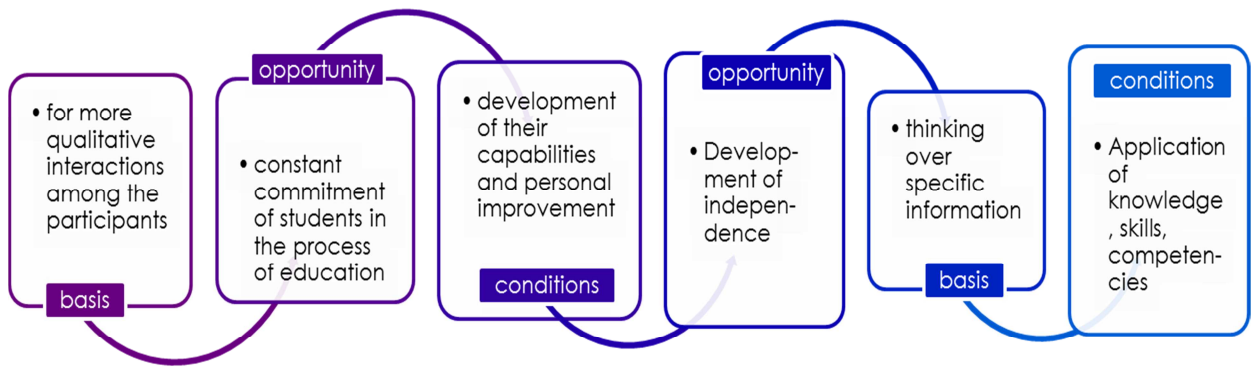 • for more
qualitative
interactions
among the
participants
basis
opportunity
• constant
commitment
of students in
the process
of education
• development
of their
capabilities
and personal
improvement
conditions
opportunity
• Develop-
ment of
indepen-
dence
• thinking
over
specific
information
basis
conditions
• Application
of
knowledge
, skills,
competen-
cies